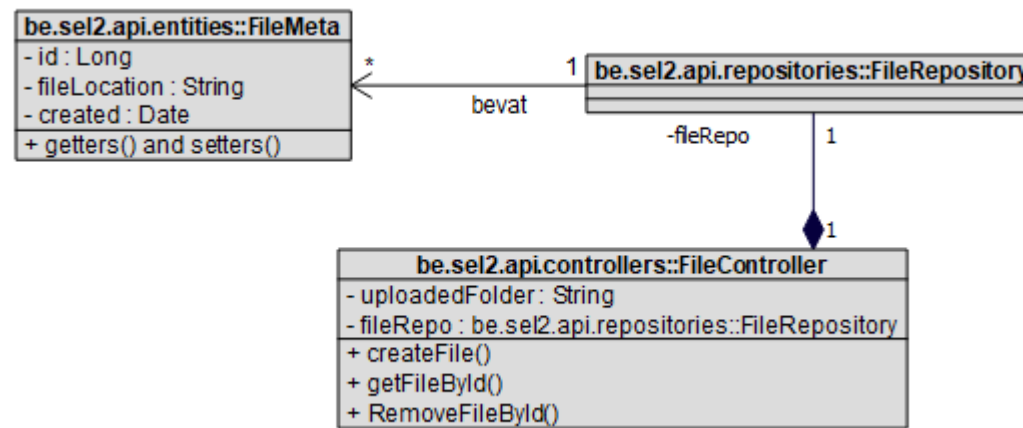 be.sel2.api.entities::FileMeta
- id : Long
- fileLocation : String
- created : Date
+ getters() and setters()
*
1
bevat
be.sel2.api.repositories::FileRepository
-fileRepo
1
1
be.sel2.api.controllers::FileController
- uploadedFolder : String
- fileRepo : be.sel2.api.repositories::FileRepository
+ createFile()
+ getFileById()
+ RemoveFileById()